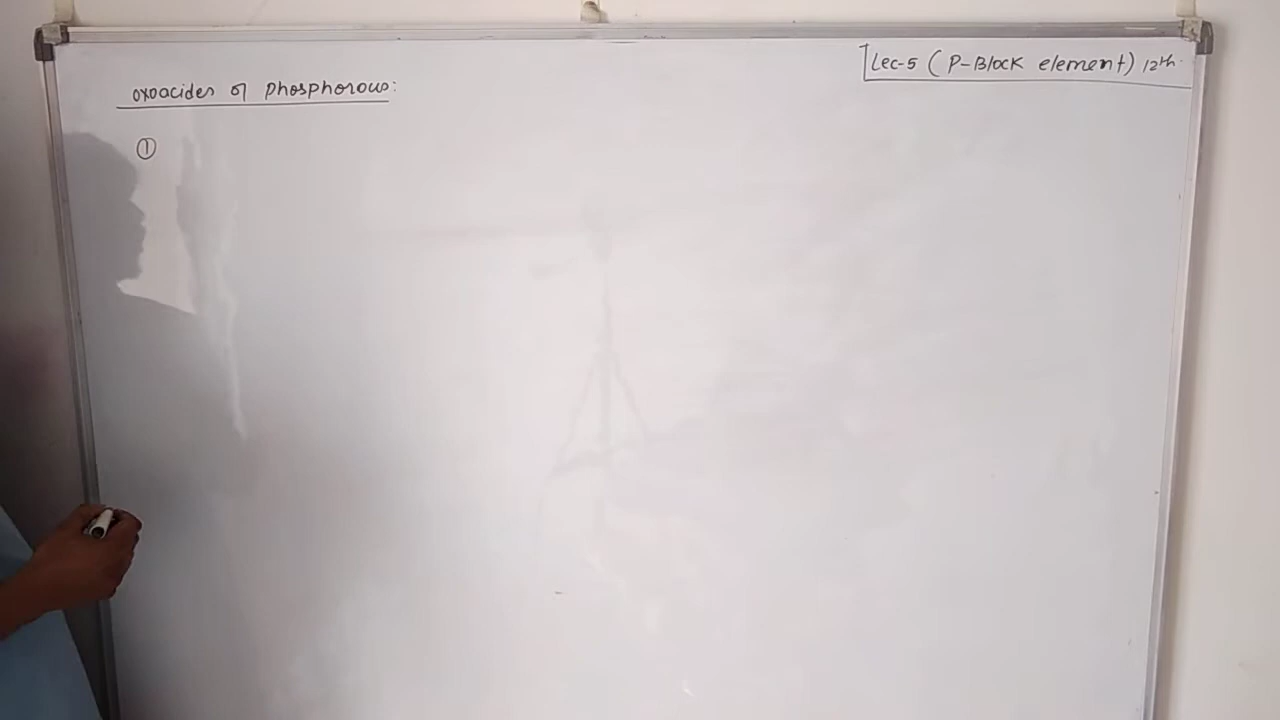 Lec-5 (P-Block element) 12th.
oxoacides of phosphorous:
①